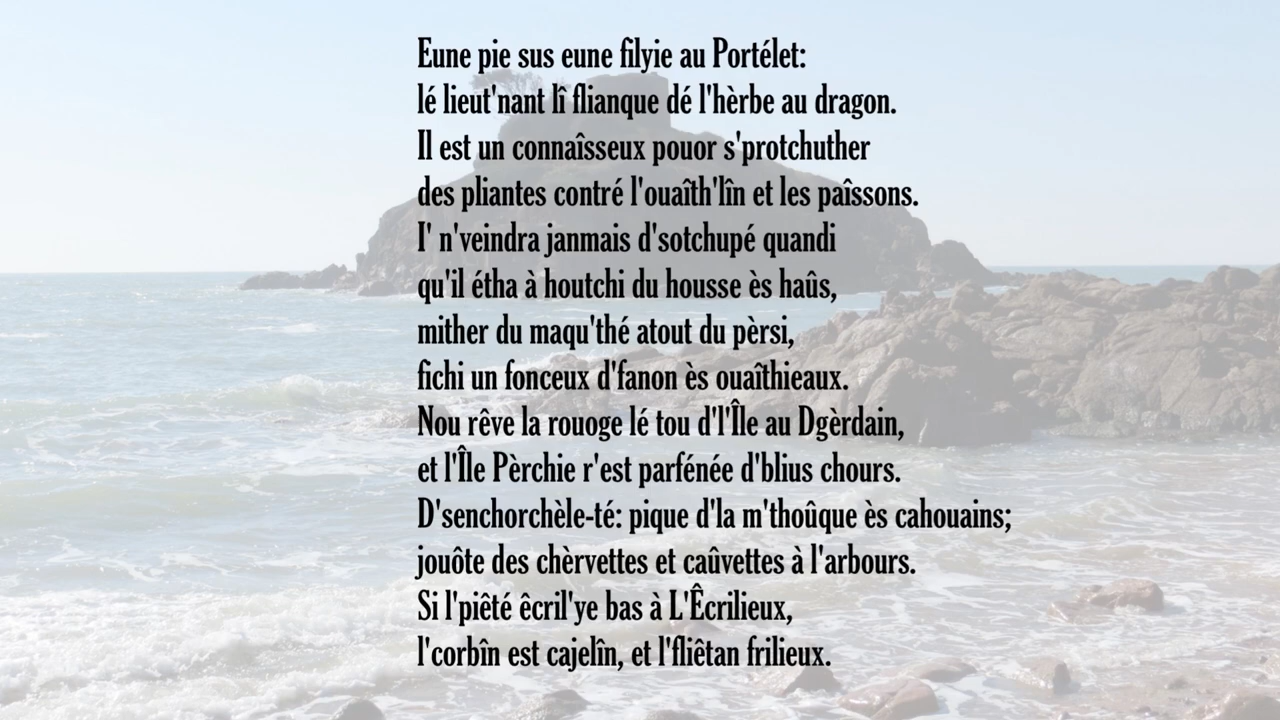 Eune pie sus eune filyie au Portélet:
lé lieut'nant lî flianque dé l'hèrbe au dragon.
Il est un connaîsseux pouor s'protchuther
des pliantes contré l'ouaîth'lîn et les paîssons.
I' n'veindra janmais d'sotchupé quandi
qu'il étha à houtchi du housse ès haûs,
mither du maqu'thé atout du pèrsi,
fichi un fonceux d'fanon ès ouaîthieaux.
Nou rêve la rouoge lé tou d'l'Île au Dgèrdain,
et l'Île Pèrchie r'est parfénée d'blius chours.
D'senchorchèle-té: pique d'la m'thoûque ès cahouains;
jouôte des chèrvettes et caûvettes à l'arbours.
Si l'piêté êcril'ye bas à L'Êcrilieux,
l'corbîn est cajelîn, et l'fliêtan frilieux.